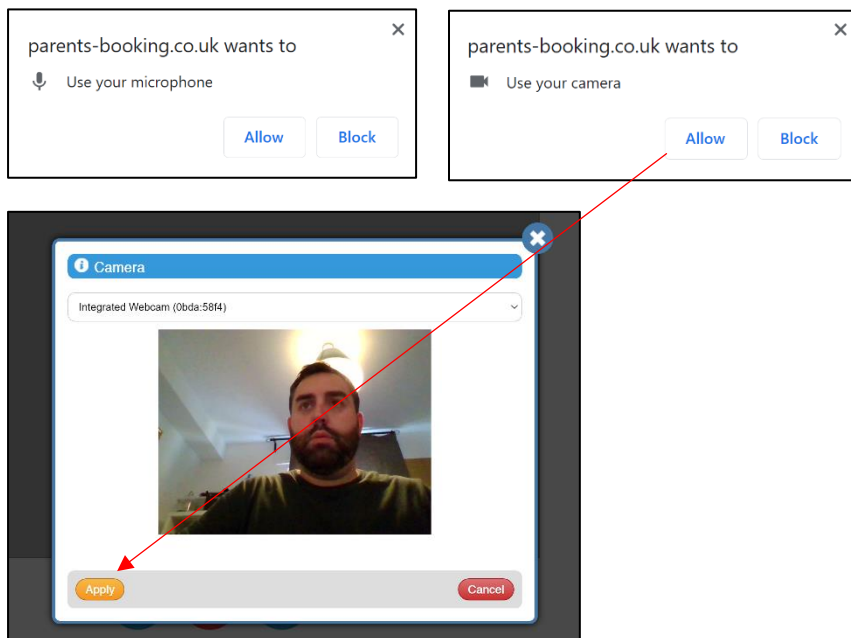 parents-booking.co.uk wants to
Use your microphone
Allow Block
parents-booking.co.uk wants to
Use your camera
Allow Block
Camera
Integrated Webcam (0bda:58f4)
Apply Cancel